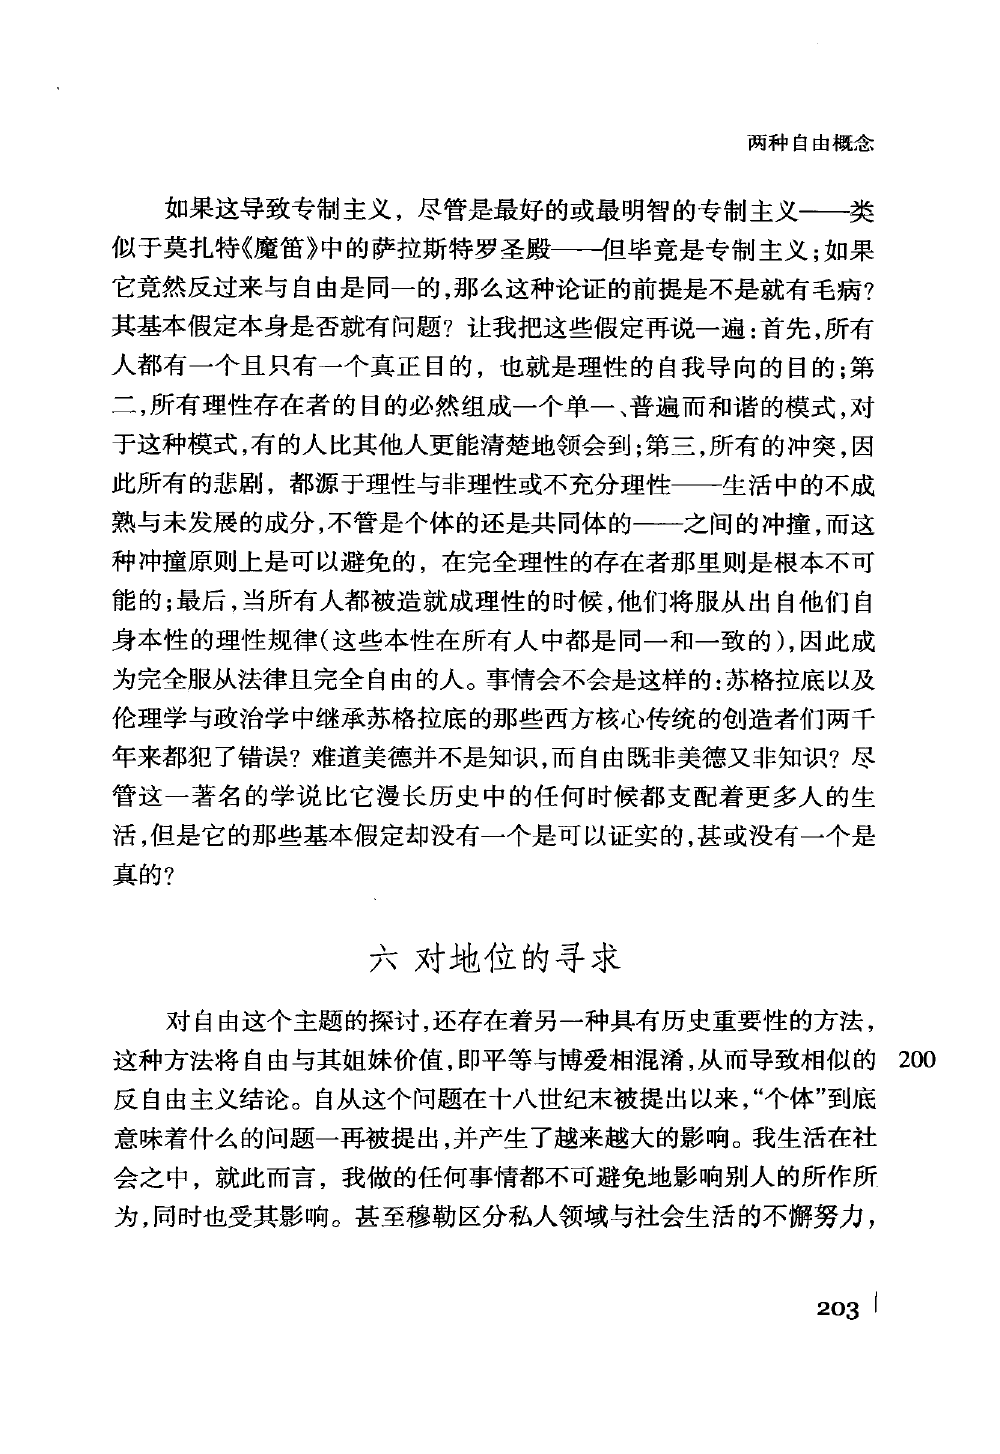 两种自由概念
如果这导致专制主义，尽管是最好的或最明智的专制主义——类
似于莫扎特《魔笛》中的萨拉斯特罗圣殿——但毕竟是专制主义；如果
它竟然反过来与自由是同一的，那么这种论证的前提是不是就有毛病？
其基本假定本身是否就有问题？让我把这些假定再说一遍：首先，所有
人都有一个且只有一个真正目的，也就是理性的自我导向的目的；第
二，所有理性存在者的目的必然组成一个单一、普遍而和谐的模式，对
于这种模式，有的人比其他人更能清楚地领会到；第三，所有的冲突，因
此所有的悲剧，都源于理性与非理性或不充分理性——生活中的不成
熟与未发展的成分，不管是个体的还是共同体的——之间的冲撞，而这
种冲撞原则上是可以避免的，在完全理性的存在者那里则是根本不可
能的；最后，当所有人都被造就成理性的时候，他们将服从出自他们自
身本性的理性规律（这些本性在所有人中都是同一和一致的），因此成
为完全服从法律且完全自由的人。事情会不会是这样的：苏格拉底以及
伦理学与政治学中继承苏格拉底的那些西方核心传统的创造者们两千
年来都犯了错误？难道美德并不是知识，而自由既非美德又非知识？尽
管这一著名的学说比它漫长历史中的任何时候都支配着更多人的生
活，但是它的那些基本假定却没有一个是可以证实的，甚或没有一个是
真的？
六 对地位的寻求
对自由这个主题的探讨，还存在着另一种具有历史重要性的方法，
这种方法将自由与其姐妹价值，即平等与博爱相混淆，从而导致相似的 200
反自由主义结论。自从这个问题在十八世纪末被提出以来，“个体”到底
意味着什么的问题一再被提出，并产生了越来越大的影响。我生活在社
会之中，就此而言，我做的任何事情都不可避免地影响别人的所作所
为，同时也受其影响。甚至穆勒区分私人领域与社会生活的不懈努力，
203